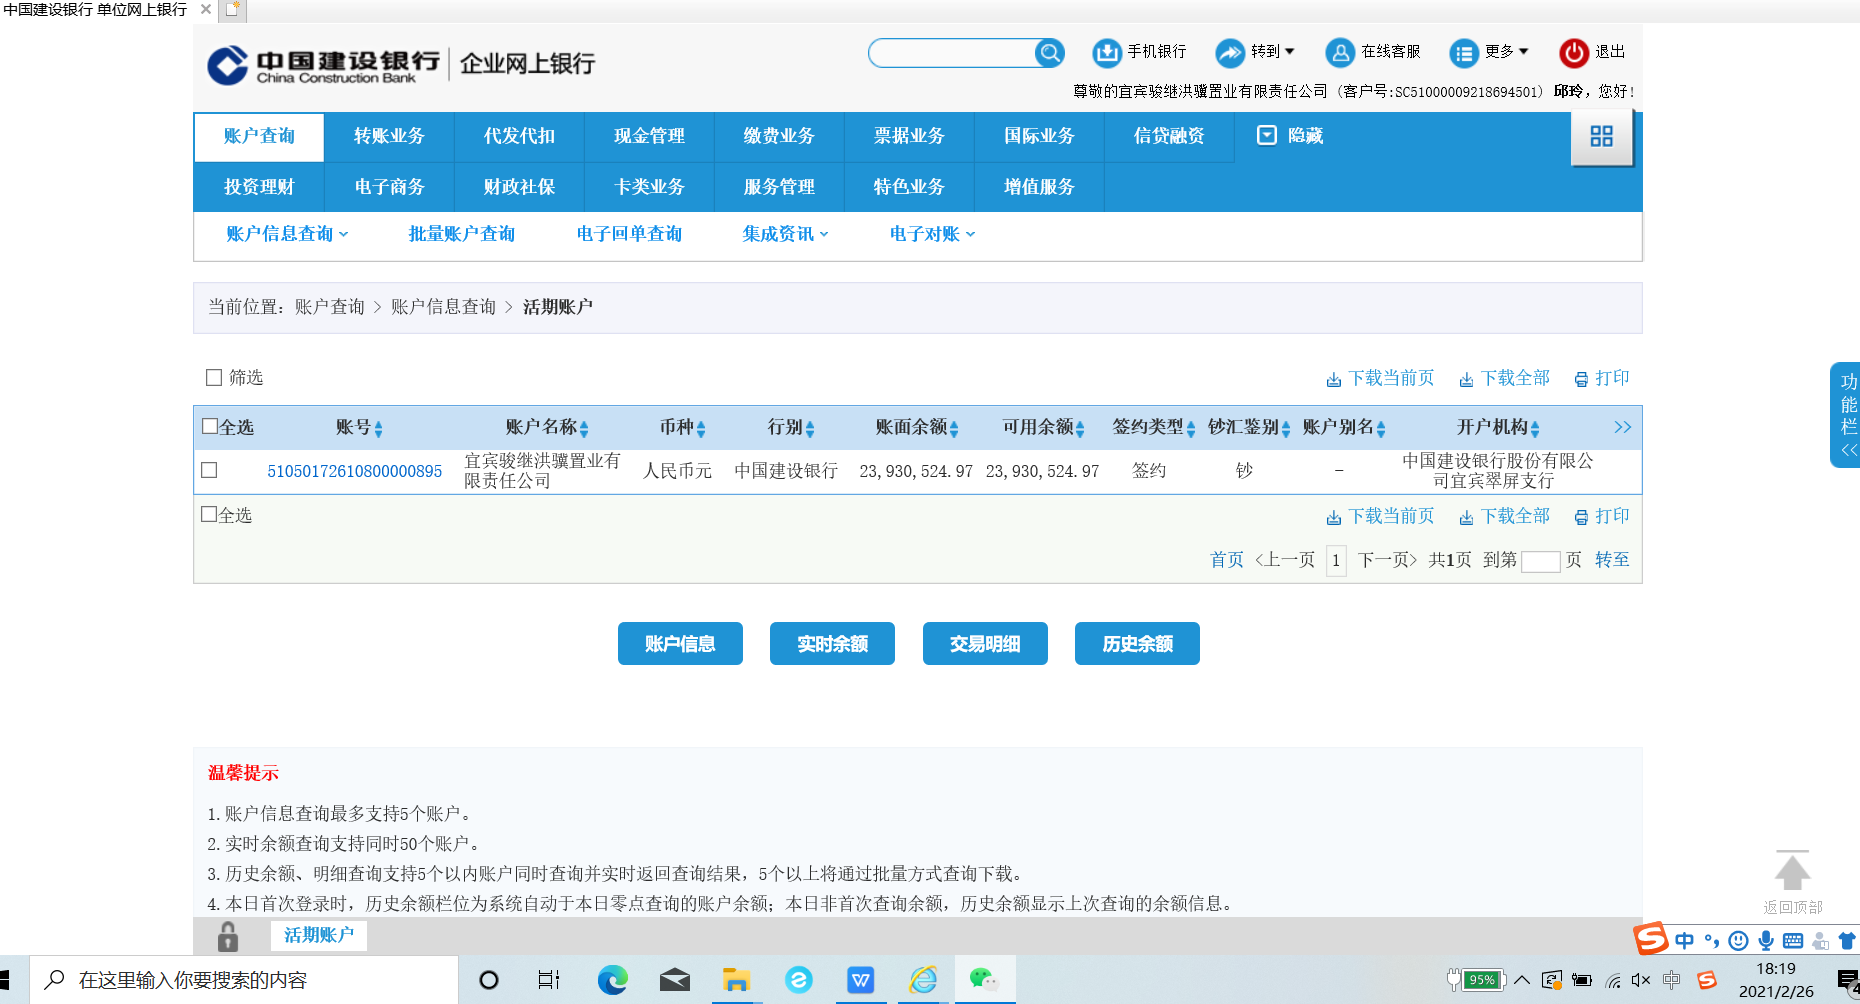 中国建设银行 单位网上银行
中国建设银行 企业网上银行
China Construction Bank
手机银行 转到 在线客服 更多 退出
尊敬的宜宾骏继洪骥置业有限责任公司（客户号:SC51000009218694501）邱玲，您好！
账户查询 转账业务 代发代扣 现金管理 缴费业务 票据业务 国际业务 信贷融资 隐藏
投资理财 电子商务 财政社保 卡类业务 服务管理 特色业务 增值服务
账户信息查询 批量账户查询 电子回单查询 集成资讯 电子对账
当前位置：账户查询 > 账户信息查询 > 活期账户
筛选 下载当前页 下载全部 打印
全选 账号 账户名称 币种 行别 账面余额 可用余额 签约类型 钞汇鉴别 账户别名 开户机构 >>
51050172610800000895 宜宾骏继洪骥置业有限责任公司 人民币元 中国建设银行 23,930,524.97 23,930,524.97 签约 钞 - 中国建设银行股份有限公司宜宾翠屏支行
全选 下载当前页 下载全部 打印
首页 <上一页 1 下一页> 共1页 到第 页 转至
账户信息 实时余额 交易明细 历史余额
功能栏
<<
温馨提示
1. 账户信息查询最多支持5个账户。
2. 实时余额查询支持同时50个账户。
3. 历史余额、明细查询支持5个以内账户同时查询并实时返回查询结果，5个以上将通过批量方式查询下载。
4. 本日首次登录时，历史余额栏位为系统自动于本日零点查询的账户余额；本日非首次查询余额，历史余额显示上次查询的余额信息。
返回顶部
活期账户
中
在这里输入你要搜索的内容
95%
中
18:19
2021/2/26
4